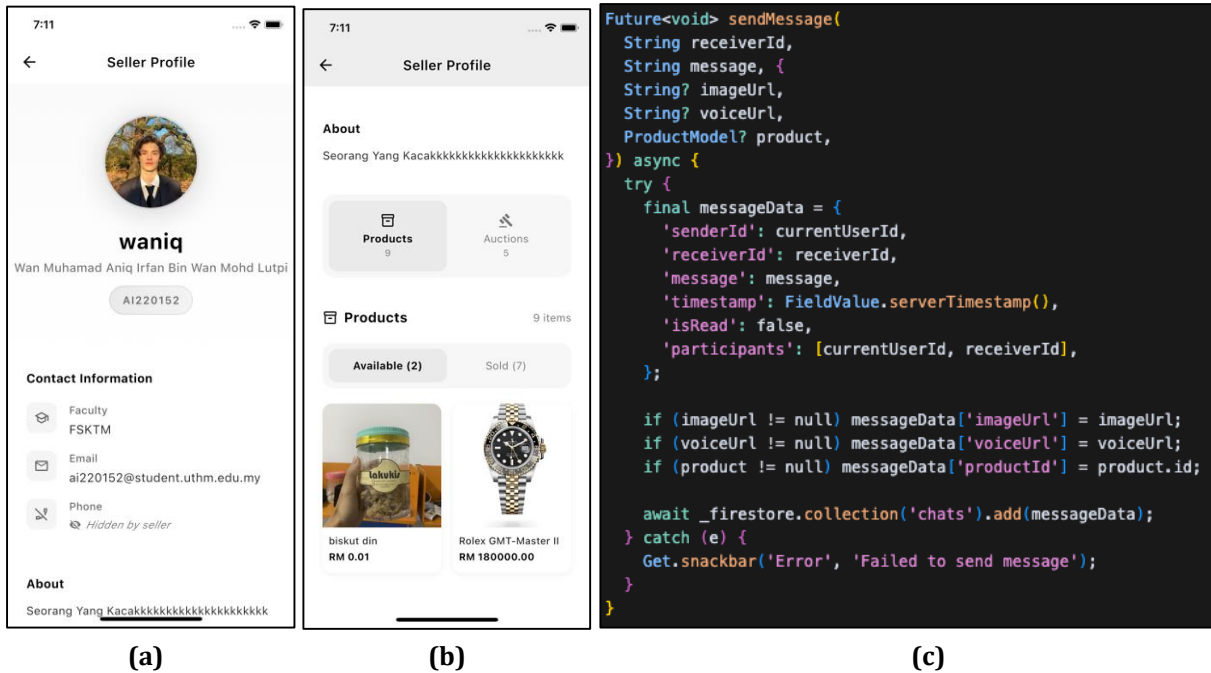 7:11
Seller Profile
waniq
Wan Muhamad Aniq Irfan Bin Wan Mohd Lutpi
AI220152
Contact Information
Faculty
FSKTM
Email
ai220152@student.uthm.edu.my
Phone
Hidden by seller
About
Seorang Yang Kacakkkkkkkkkkkkkkkkkkkkk
(a)
7:11
Seller Profile
About
Seorang Yang Kacakkkkkkkkkkkkkkkkkkkkk
Products
9
Auctions
5
Products
9 items
Available (2)
Sold (7)
lakukis
biskut din
RM 0.01
Rolex GMT-Master II
RM 180000.00
(b)
Future<void> sendMessage(
  String receiverId,
  String message, {
  String? imageUrl,
  String? voiceUrl,
  ProductModel? product,
}) async {
  try {
    final messageData = {
      'senderId': currentUserId,
      'receiverId': receiverId,
      'message': message,
      'timestamp': FieldValue.serverTimestamp(),
      'isRead': false,
      'participants': [currentUserId, receiverId],
    };
    if (imageUrl != null) messageData['imageUrl'] = imageUrl;
    if (voiceUrl != null) messageData['voiceUrl'] = voiceUrl;
    if (product != null) messageData['productId'] = product.id;
    await _firestore.collection('chats').add(messageData);
  } catch (e) {
    Get.snackbar('Error', 'Failed to send message');
  }
}
(c)